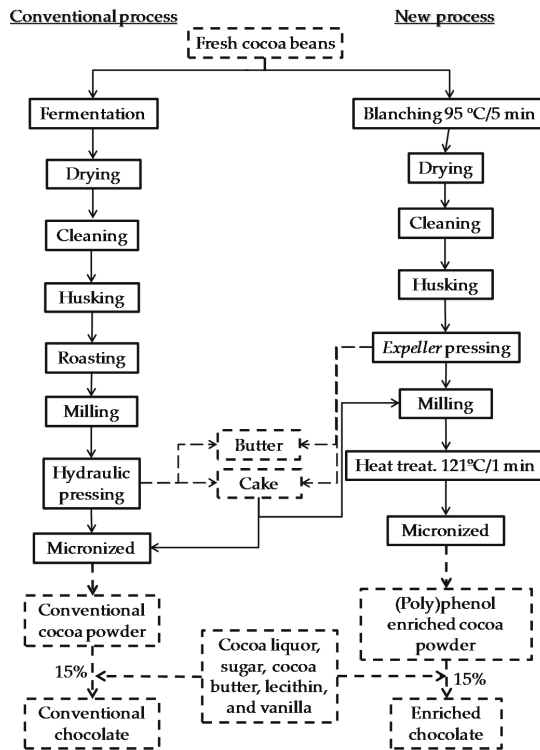 Conventional process
New process
Fresh cocoa beans
Fermentation
Drying
Cleaning
Husking
Roasting
Milling
Hydraulic
pressing
Micronized
Conventional
cocoa powder
15%
Conventional
chocolate
Butter
Cake
Cocoa liquor,
sugar, cocoa
butter, lecithin,
and vanilla
Blanching 95 ºC/5 min
Drying
Cleaning
Husking
Expeller pressing
Milling
Heat treat. 121ºC/1 min
Micronized
(Poly)phenol
enriched cocoa
powder
15%
Enriched
chocolate